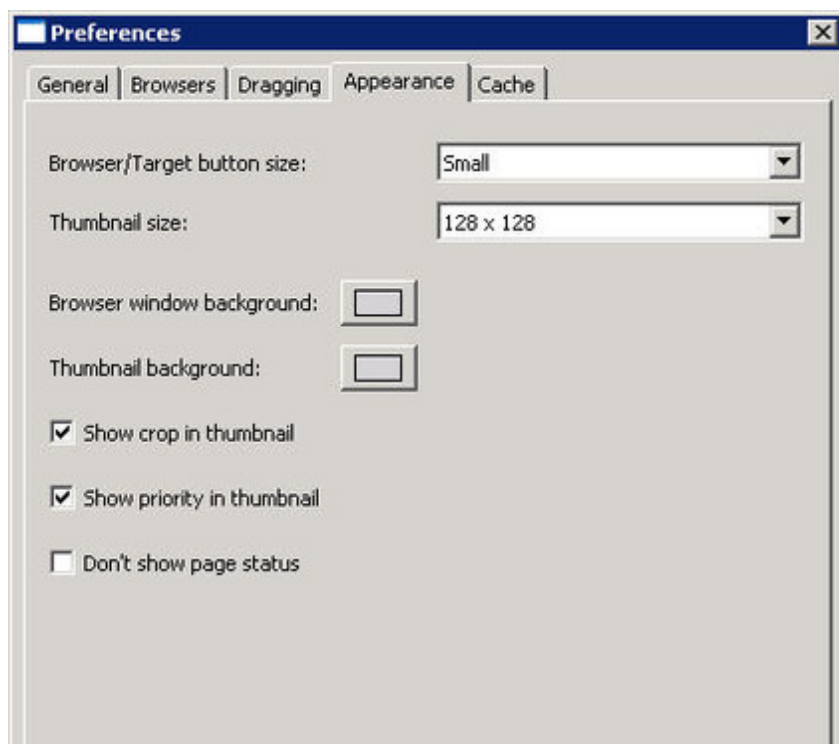 Preferences
General Browsers Dragging Appearance Cache
Browser/Target button size: Small
Thumbnail size: 128 x 128
Browser window background:
Thumbnail background:
Show crop in thumbnail
Show priority in thumbnail
Don't show page status